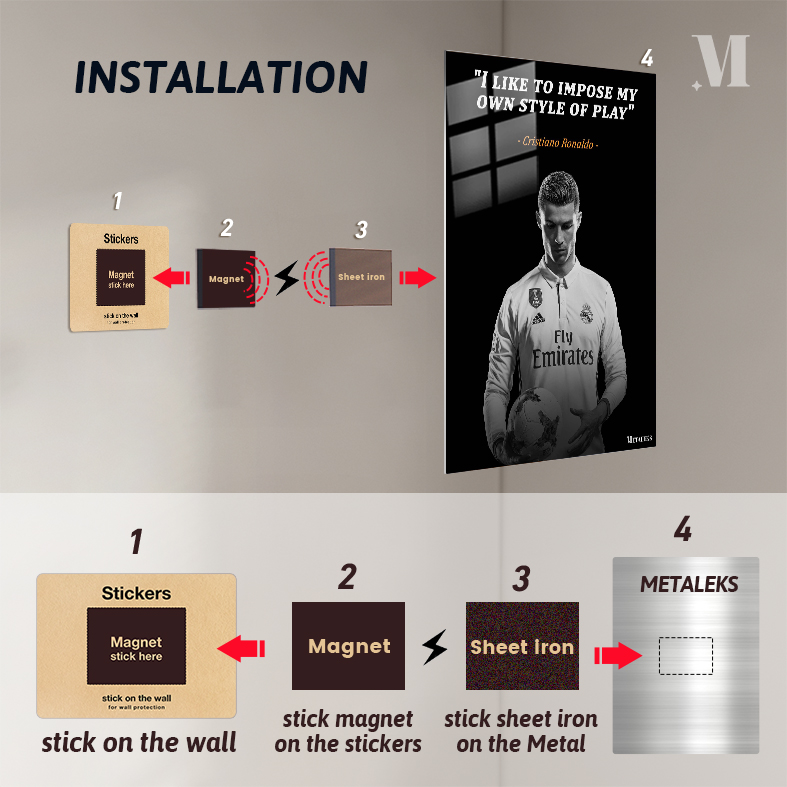 INSTALLATION
M
4
"I LIKE TO IMPOSE MY
OWN STYLE OF PLAY"
- Cristiano Ronaldo -
1
Stickers
Magnet
stick here
stick on the wall
for wall protection
2
Magnet
3
Sheet iron
Fly
Emirates
METALEKS
1
Stickers
Magnet
stick here
stick on the wall
for wall protection
stick on the wall
2
Magnet
stick magnet
on the stickers
3
Sheet iron
stick sheet iron
on the Metal
4
METALEKS